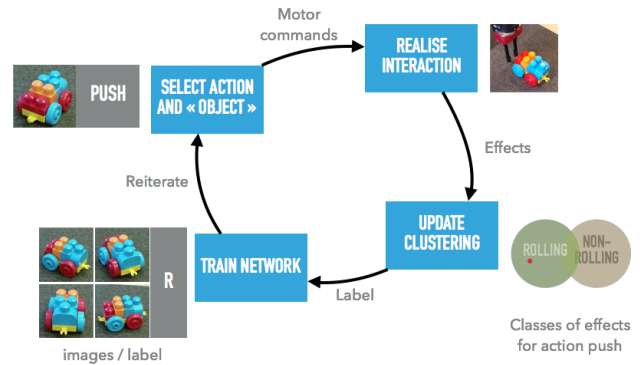 Motor
commands
REALISE
INTERACTION
PUSH
SELECT ACTION
AND « OBJECT »
Effects
Reiterate
UPDATE
CLUSTERING
ROLLING
NON-
ROLLING
TRAIN NETWORK
R
Label
Classes of effects
for action push
images / label